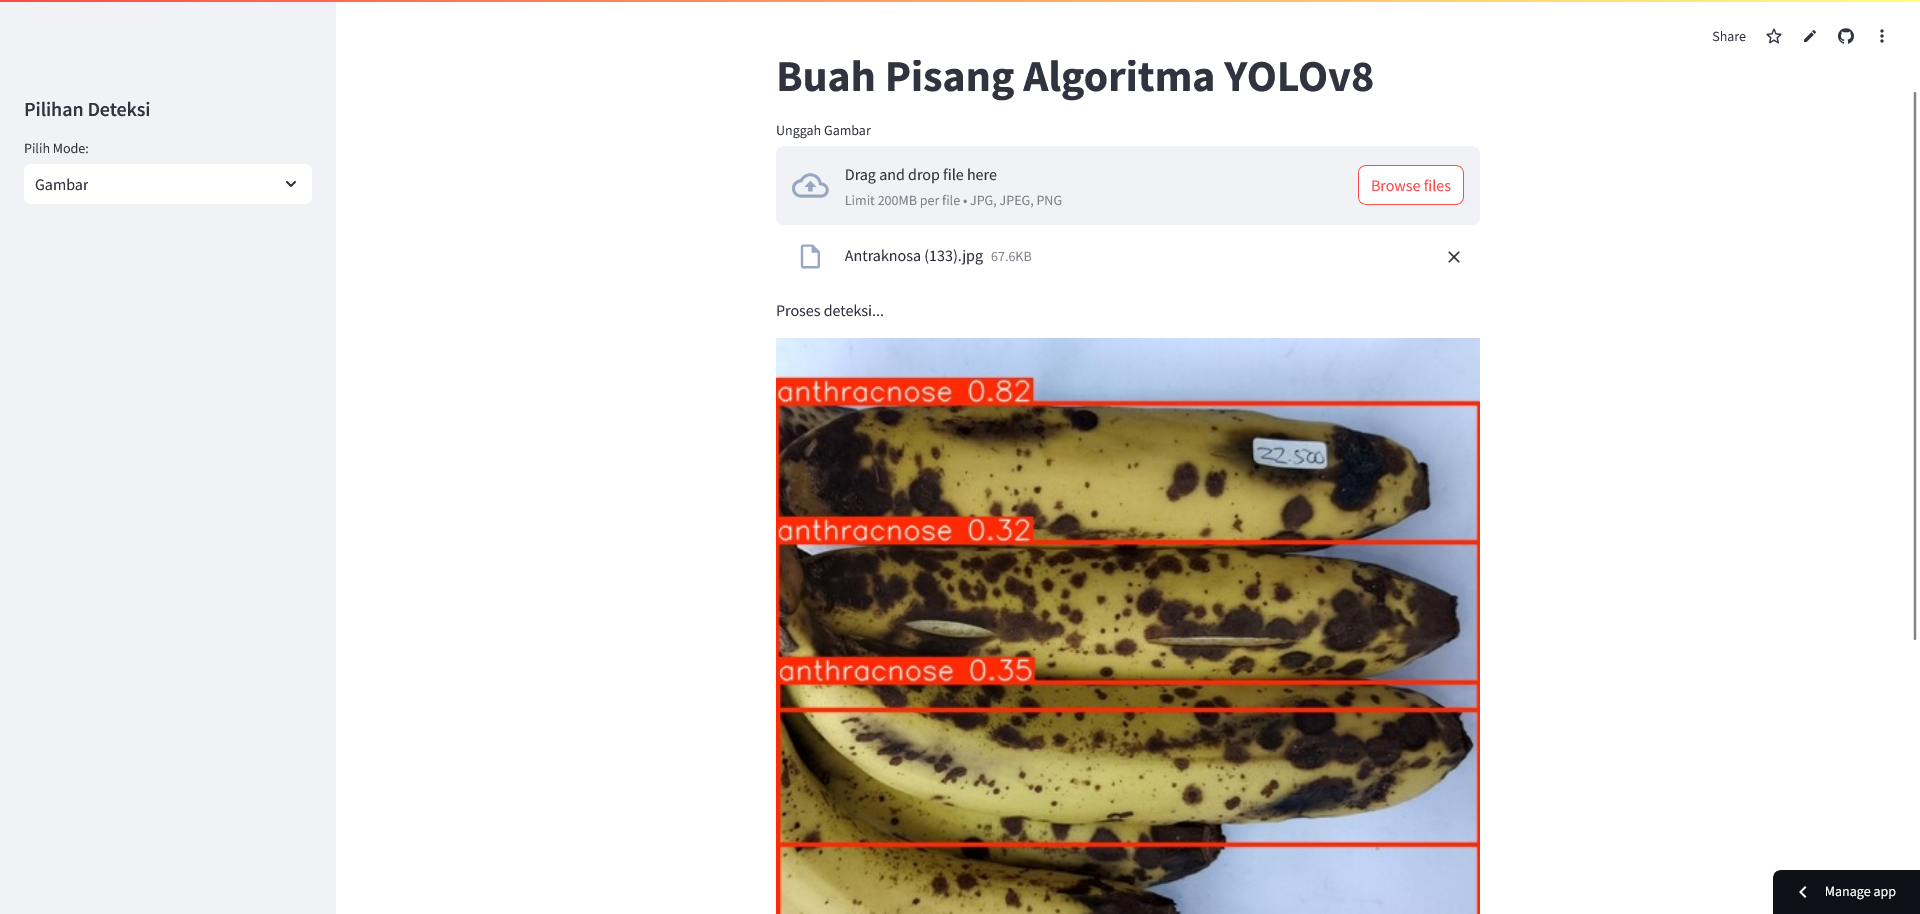 Share
Pilihan Deteksi
Pilih Mode:
Gambar
Buah Pisang Algoritma YOLOv8
Unggah Gambar
Drag and drop file here
Limit 200MB per file • JPG, JPEG, PNG
Browse files
Antraknosa (133).jpg 67.6KB
Proses deteksi...
anthracnose 0.82
22.500
anthracnose 0.32
anthracnose 0.35
Manage app